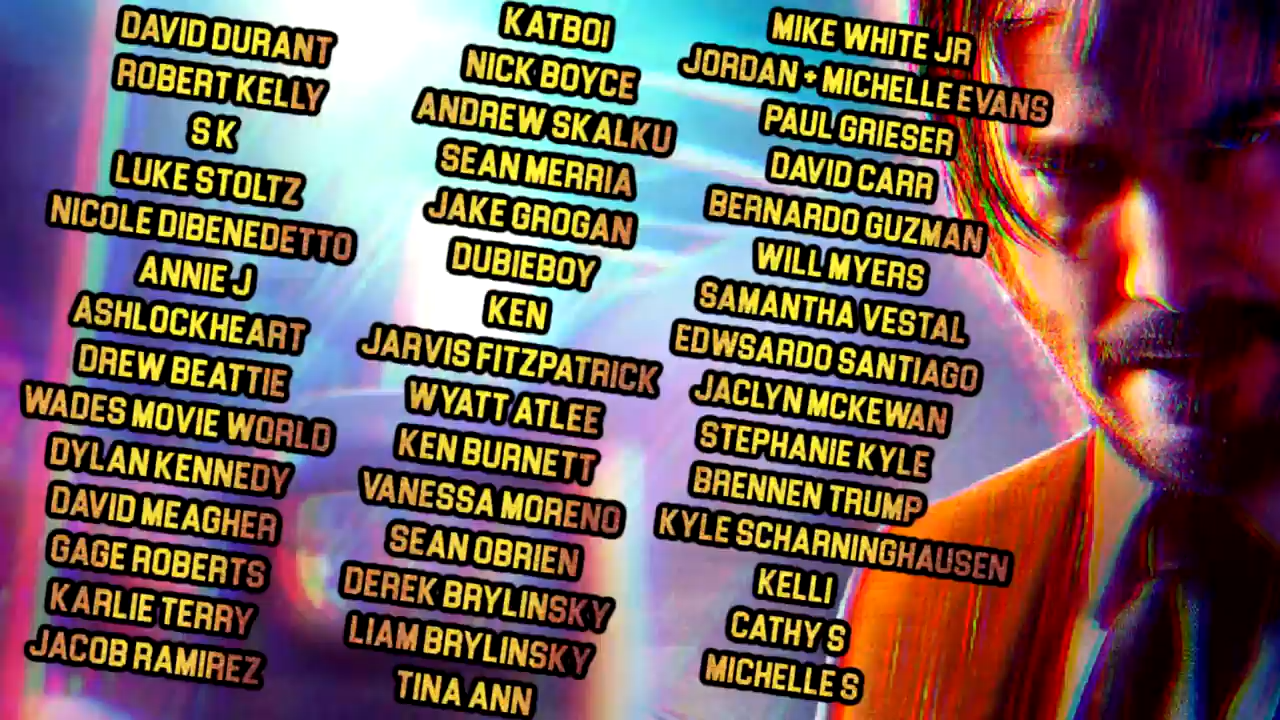 DAVID DURANT
ROBERT KELLY
S K
LUKE STOLTZ
NICOLE DIBENEDETTO
ANNIE J
ASHLOCKHEART
DREW BEATTIE
WADES MOVIE WORLD
DYLAN KENNEDY
DAVID MEAGHER
GAGE ROBERTS
KARLIE TERRY
JACOB RAMIREZ
KATBOI
NICK BOYCE
ANDREW SKALKU
SEAN MERRIA
JAKE GROGAN
DUBIEBOY
KEN
JARVIS FITZPATRICK
WYATT ATLEE
KEN BURNETT
VANESSA MORENO
SEAN OBRIEN
DEREK BRYLINSKY
LIAM BRYLINSKY
TINA ANN
MIKE WHITE JR
JORDAN + MICHELLE EVANS
PAUL GRIESER
DAVID CARR
BERNARDO GUZMAN
WILL MYERS
SAMANTHA VESTAL
EDWSARDO SANTIAGO
JACLYN MCKEWAN
STEPHANIE KYLE
BRENNEN TRUMP
KYLE SCHARNINGHAUSEN
KELLI
CATHY S
MICHELLE S